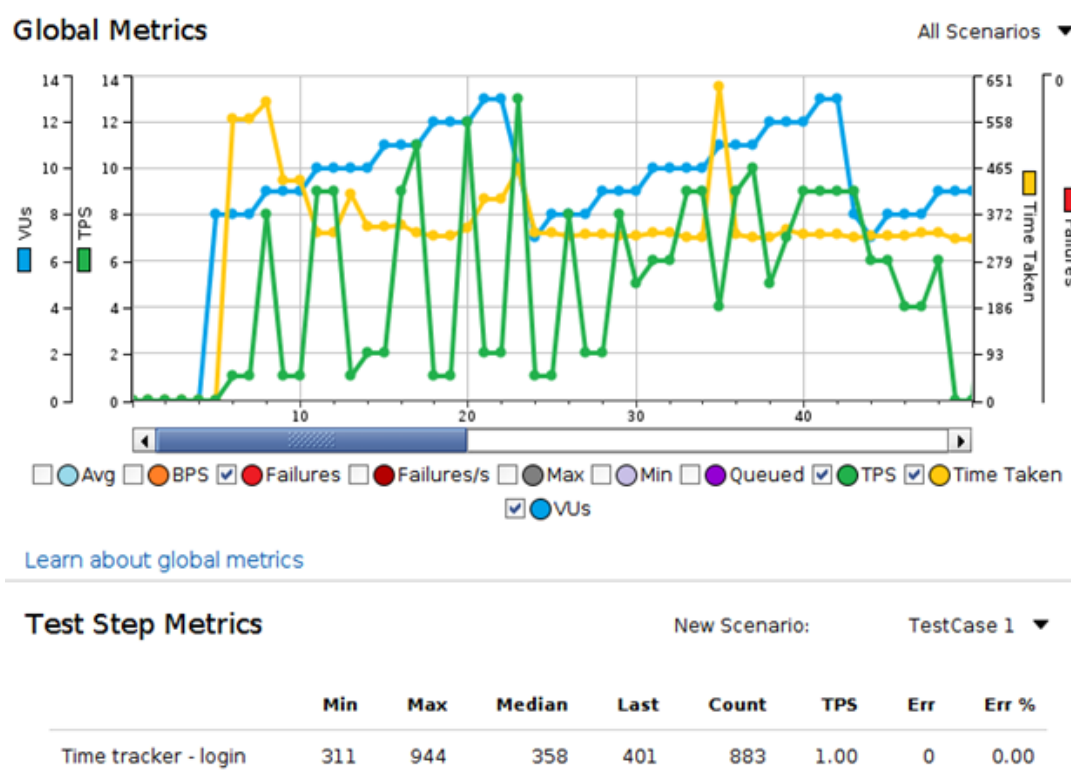 Global Metrics All Scenarios
14 14 651 0
12 12 558
10 10 465
8 8 372
6 6 279
4 4 186
2 2 93
0 0 0
VUs
TPS
Time Taken
Failures
10 20 30 40
Avg BPS Failures Failures/s Max Min Queued TPS Time Taken
VUs
Learn about global metrics
Test Step Metrics New Scenario: TestCase 1
Min Max Median Last Count TPS Err Err %
Time tracker - login 311 944 358 401 883 1.00 0 0.00